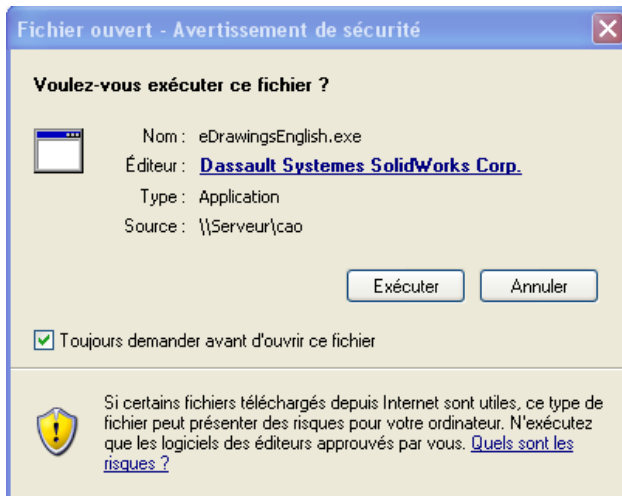 Fichier ouvert - Avertissement de sécurité
Voulez-vous exécuter ce fichier ?
Nom : eDrawingsEnglish.exe
Éditeur : Dassault Systemes SolidWorks Corp.
Type : Application
Source : \\Serveur\cao
Exécuter Annuler
Toujours demander avant d'ouvrir ce fichier
Si certains fichiers téléchargés depuis Internet sont utiles, ce type de
fichier peut présenter des risques pour votre ordinateur. N'exécutez
que les logiciels des éditeurs approuvés par vous. Quels sont les
risques ?